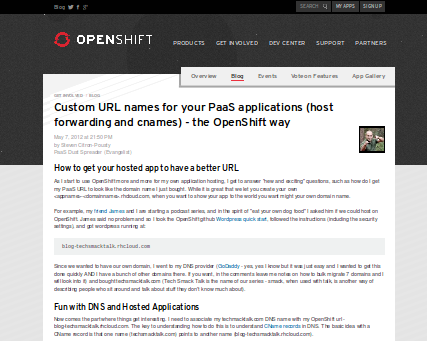 Blog
SEARCH MY APPS SIGN UP
OPENSHIFT
PRODUCTS GET INVOLVED DEV CENTER SUPPORT PARTNERS
Overview Blog Events Vote on Features App Gallery
GET INVOLVED / BLOG
Custom URL names for your PaaS applications (host
forwarding and cnames) - the OpenShift way
May 7, 2012 at 21:50 PM
by Steven Citron-Pousty
PaaS Dust Spreader (Evangelist)
How to get your hosted app to have a better URL
As I start to use OpenShift more and more for my own application hosting, I get to answer "new and exciting" questions, such as how do I get
my PaaS URL to look like the domain name I just bought. While it is great that we let you create your own
<appname>-<domainname>.rhcloud.com, when you want to show your app to the world you want might your own domain name.
For example, my friend James and I are starting a podcast series, and in the spirit of "eat your own dog food" I asked him if we could host on
OpenShift. James said no problem and so I took the OpenShift github Wordpress quick start, followed the instructions (including the security
settings), and got wordpress running at:
blog-techsmacktalk.rhcloud.com
Since we wanted to have our own domain. I went to my DNS provider (GoDaddy - yes, yes I know but it was just easy and I wanted to get this
done quickly AND I have a bunch of other domains there. If you want, in the comments leave me notes on how to bulk migrate 7 domains and I
will look into it) and bought techsmacktalk.com (Tech Smack Talk is the name of our series - smack, when used with talk, is another way of
describing people who sit around and talk about stuff they don't know much about).
Fun with DNS and Hosted Applications
Now comes the part where things get interesting. I need to associate my techsmacktalk.com DNS name with my OpenShift url -
blog-techsmacktalk.rhcloud.com. The key to understanding how to do this is to understand CName records in DNS. The basic idea with a
CName record is that one name (techsmacktalk.com) points to another name (blog-techsmacktalk.rhcloud.com).